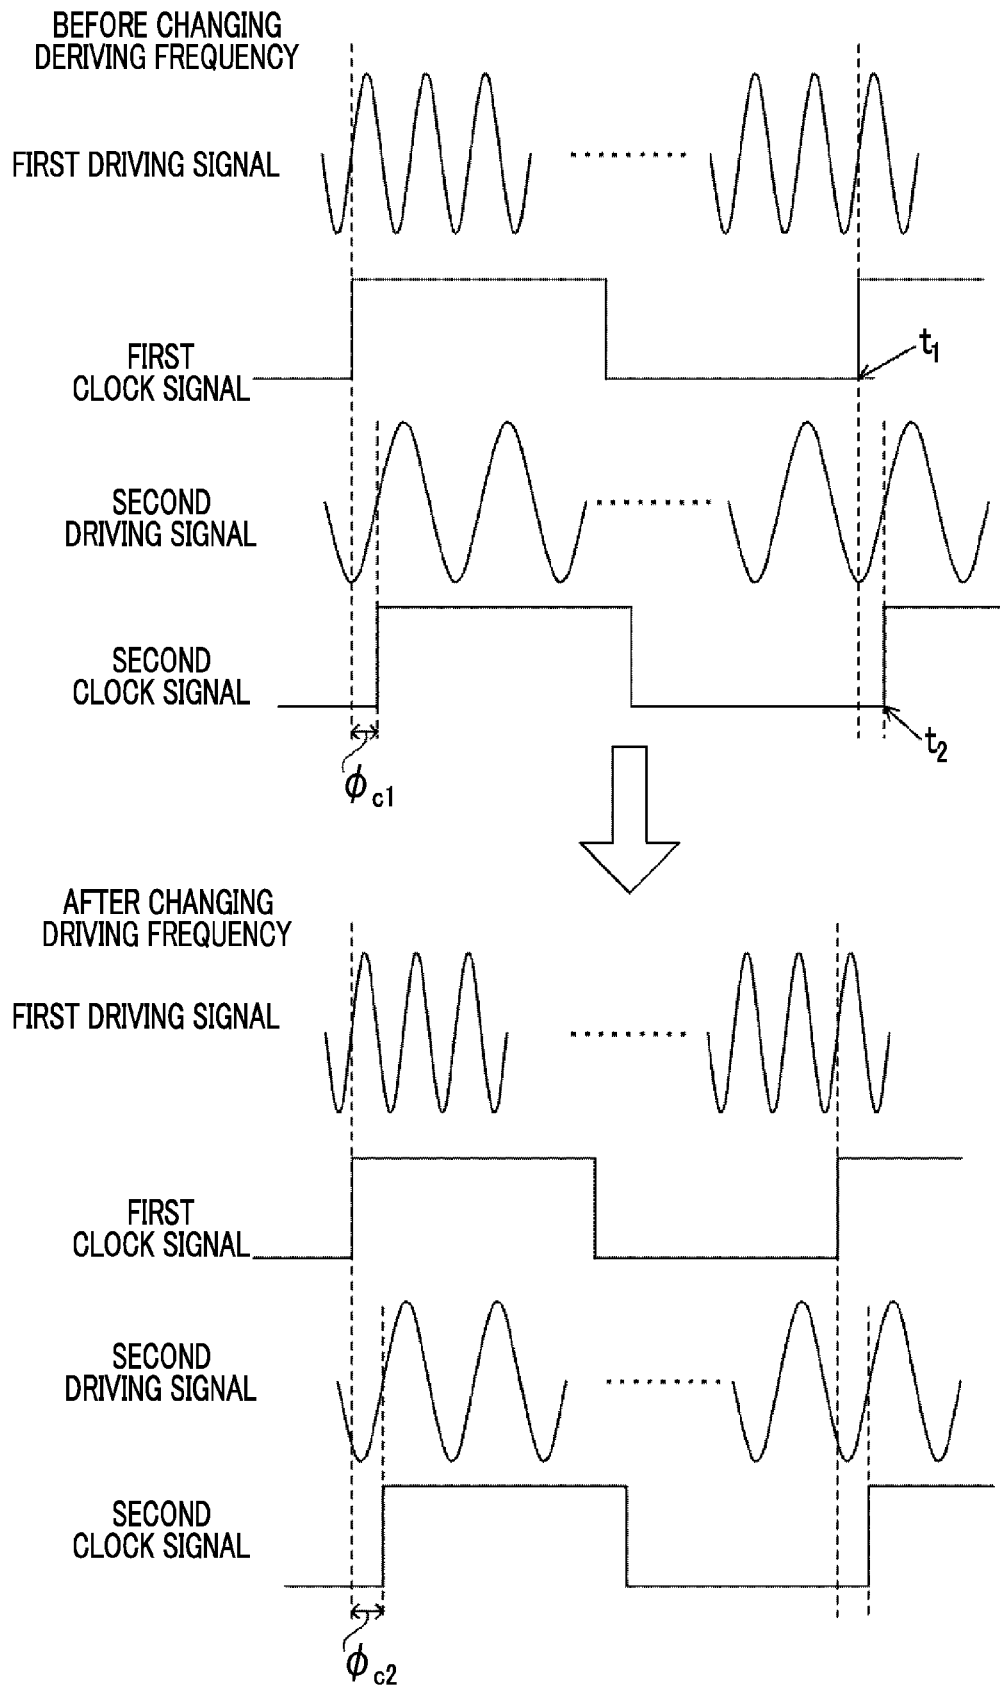 BEFORE CHANGING
DERIVING FREQUENCY
FIRST DRIVING SIGNAL
FIRST
CLOCK SIGNAL
t1
SECOND
DRIVING SIGNAL
SECOND
CLOCK SIGNAL
t2
ϕc1
AFTER CHANGING
DRIVING FREQUENCY
FIRST DRIVING SIGNAL
FIRST
CLOCK SIGNAL
SECOND
DRIVING SIGNAL
SECOND
CLOCK SIGNAL
ϕc2